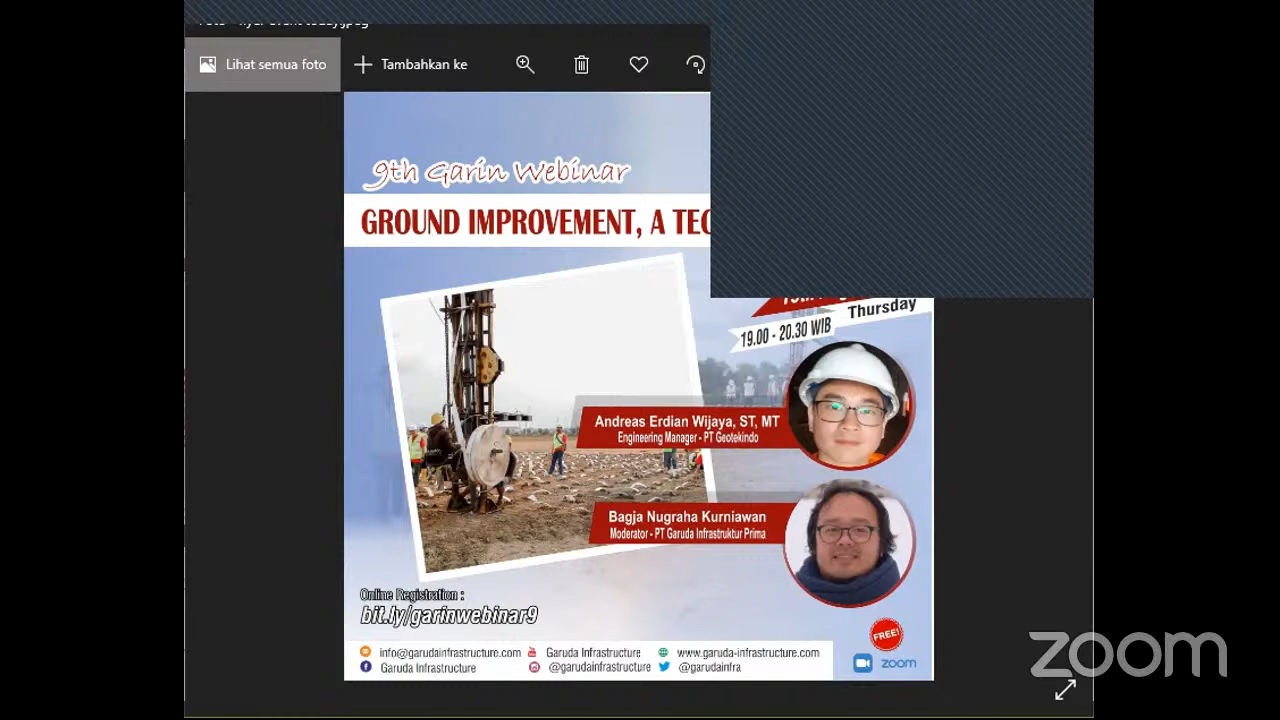 Lihat semua foto
Tambahkan ke
9th Garin Webinar
GROUND IMPROVEMENT, A
Thursday
19.00 - 20.30 WIB
Andreas Erdian Wijaya, ST, MT
Engineering Manager - PT Geotekindo
Bagja Nugraha Kurniawan
Moderator - PT Garuda Infrastruktur Prima
Online Registration :
bit.ly/garinwebinar9
FREE!
info@garudainfrastructure.com Garuda Infrastructure www.garuda-infrastructure.com
Garuda Infrastructure @garudainfrastructure @garudainfra
zoom
zoom